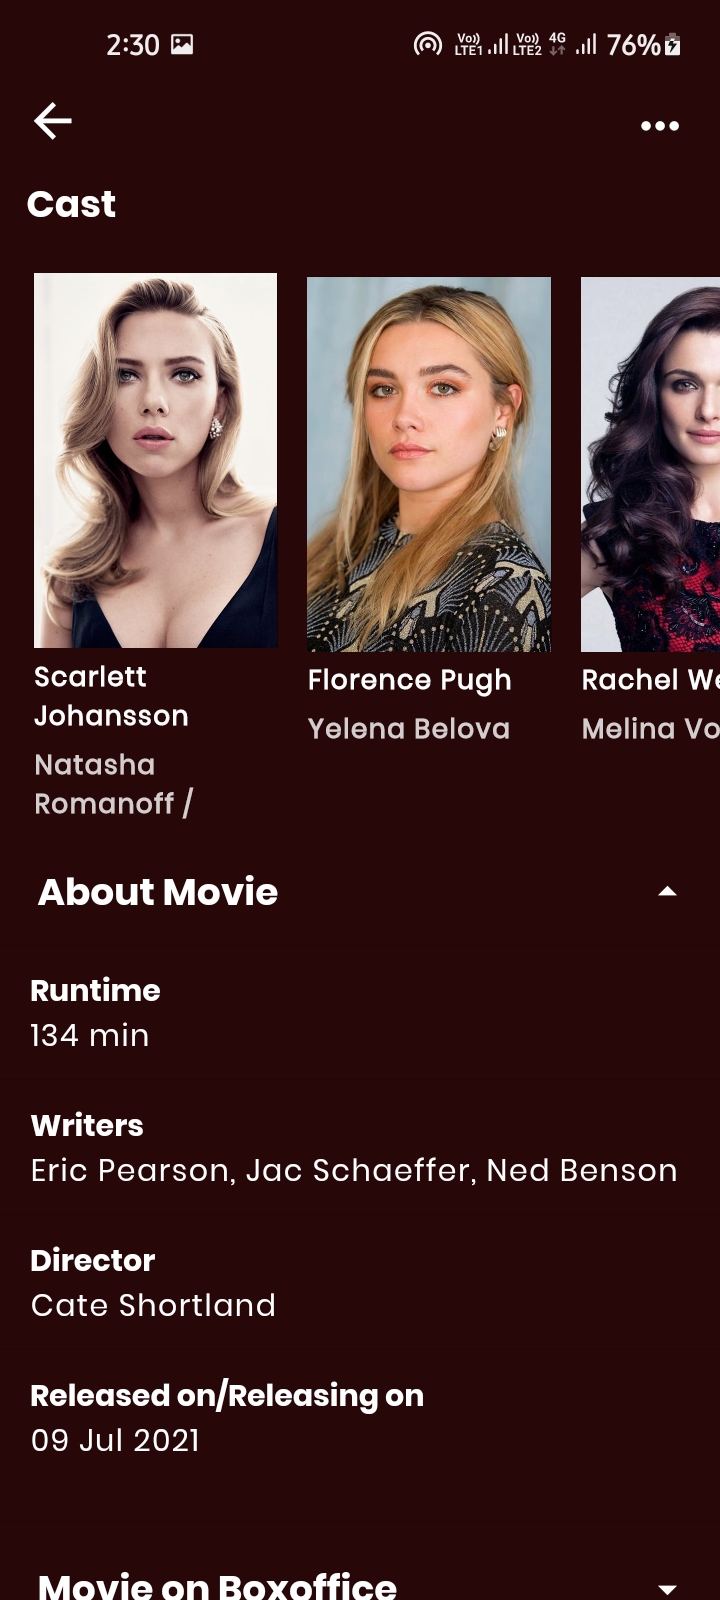 2:30 Vo)) LTE1 Vo)) LTE2 4G 76%
Cast
Scarlett
Johansson
Natasha
Romanoff /
Florence Pugh
Yelena Belova
Rachel We
Melina Vo
About Movie
Runtime
134 min
Writers
Eric Pearson, Jac Schaeffer, Ned Benson
Director
Cate Shortland
Released on/Releasing on
09 Jul 2021
Movie on Boxoffice